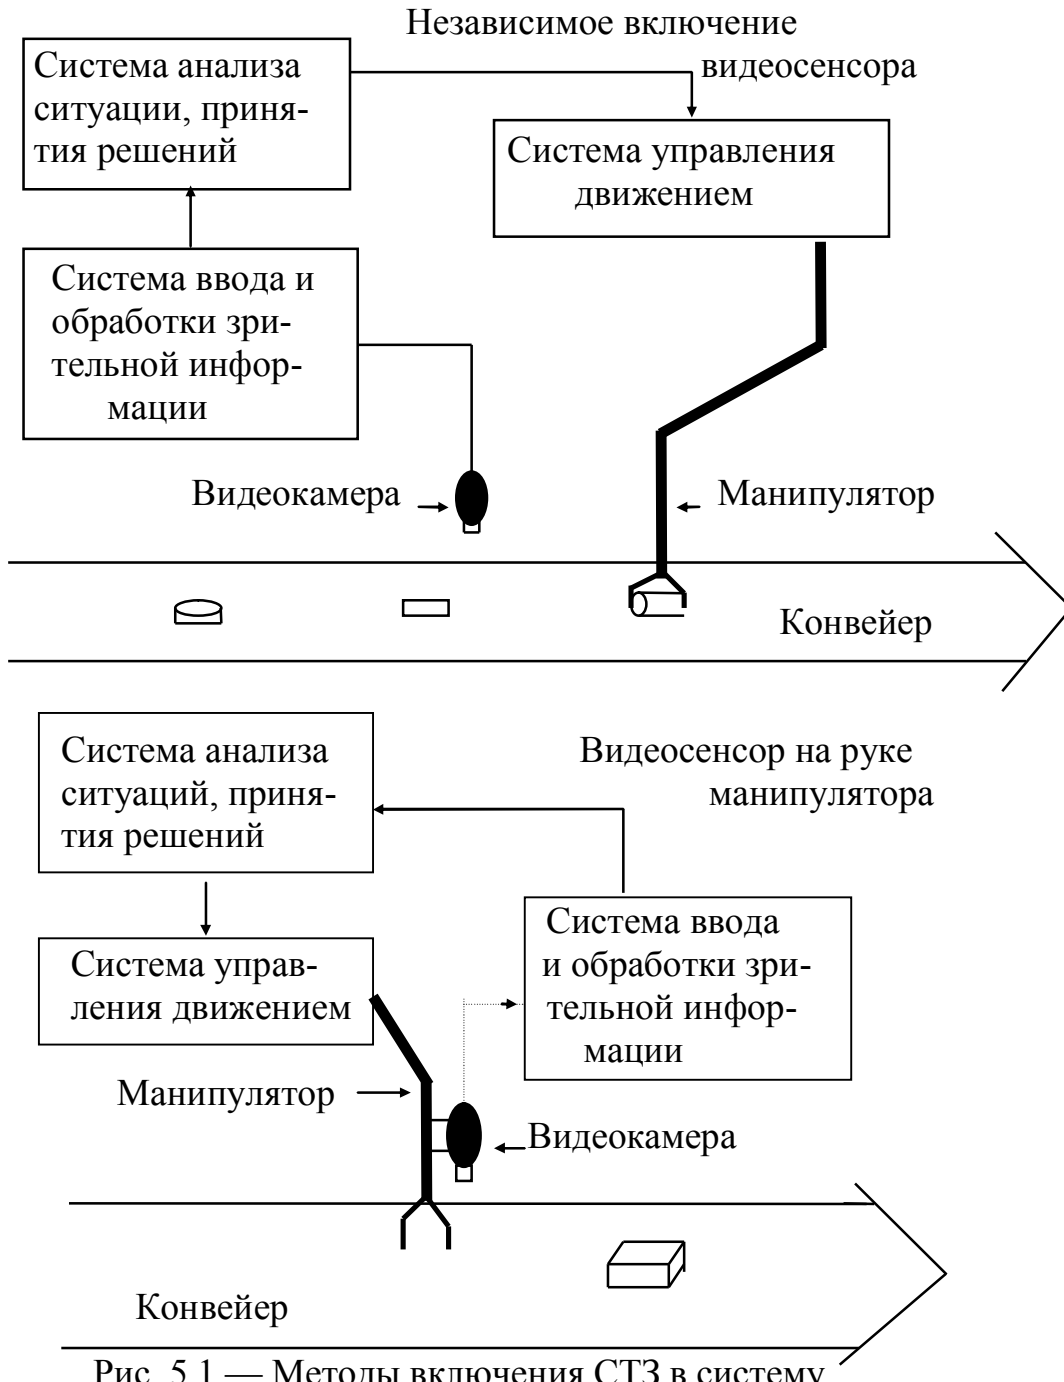 Независимое включение
видеосенсора
Система анализа
ситуации, приня-
тия решений
Система управления
движением
Система ввода и
обработки зри-
тельной инфор-
мации
Видеокамера
Манипулятор
Конвейер
Система анализа
ситуаций, приня-
тия решений
Видеосенсор на руке
манипулятора
Система ввода
и обработки зри-
тельной инфор-
мации
Система управ-
ления движением
Манипулятор
Видеокамера
Конвейер
Рис. 5.1 — Методы включения СТЗ в систему